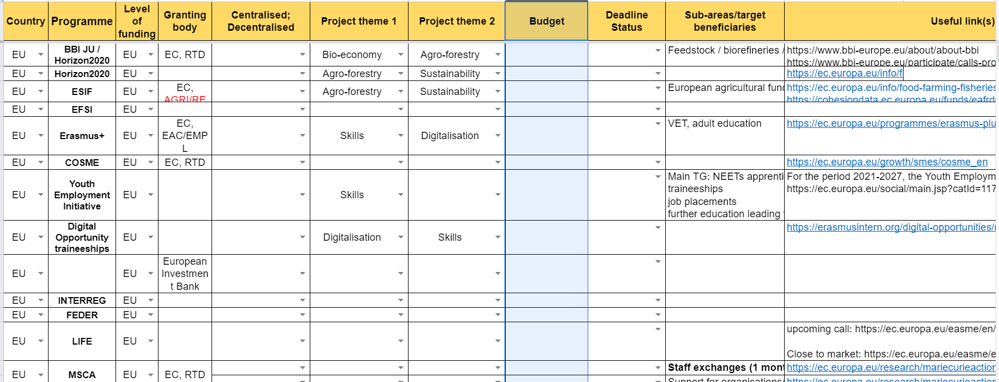 Country Programme Level of funding Granting body Centralised; Decentralised Project theme 1 Project theme 2 Budget Deadline Status Sub-areas/target beneficiaries Useful link(s)
EU BBI JU / Horizon2020 EU EC, RTD Bio-economy Agro-forestry Feedstock / biorefineries / https://www.bbi-europe.eu/about/about-bbi
https://www.bbi-europe.eu/participate/calls-pro
EU Horizon2020 EU Agro-forestry Sustainability https://ec.europa.eu/info/f
EU ESIF EU EC, AGRI/RE Agro-forestry Sustainability European agricultural fund https://ec.europa.eu/info/food-farming-fisheries
https://cohesiondata.ec.europa.eu/funds/eafrd
EU EFSI EU
EU Erasmus+ EU EC, EAC/EMPL Skills Digitalisation VET, adult education https://ec.europa.eu/programmes/erasmus-plu
EU COSME EU EC, RTD https://ec.europa.eu/growth/smes/cosme_en
EU Youth Employment Initiative EU Skills Main TG: NEETs apprenti For the period 2021-2027, the Youth Employm
traineeships https://ec.europa.eu/social/main.jsp?catId=117
job placements
further education leading
EU Digital Opportunity traineeships EU Digitalisation Skills https://erasmusintern.org/digital-opportunities/
EU EU European Investment Bank
EU INTERREG EU
EU FEDER EU
EU LIFE EU upcoming call: https://ec.europa.eu/easme/en/
Close to market: https://ec.europa.eu/easme/e
EU MSCA EU EC, RTD Staff exchanges (1 mont https://ec.europa.eu/research/mariecurieaction
Support for organisations/ https://ec.europa.eu/research/mariecurieaction